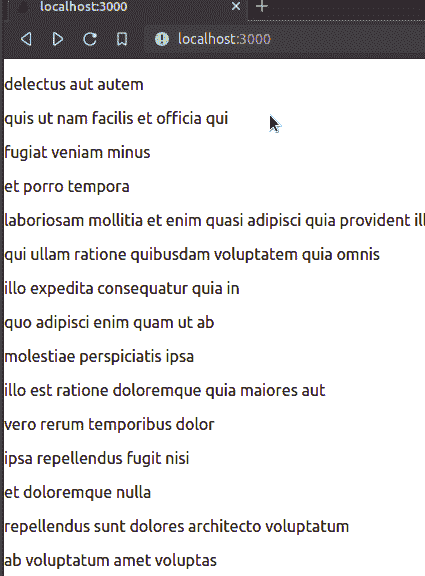 localhost:3000
localhost:3000
delectus aut autem
quis ut nam facilis et officia qui
fugiat veniam minus
et porro tempora
laboriosam mollitia et enim quasi adipisci quia provident
qui ullam ratione quibusdam voluptatem quia omnis
illo expedita consequatur quia in
quo adipisci enim quam ut ab
molestiae perspiciatis ipsa
illo est ratione doloremque quia maiores aut
vero rerum temporibus dolor
ipsa repellendus fugit nisi
et doloremque nulla
repellendus sunt dolores architecto voluptatum
ab voluptatum amet voluptas